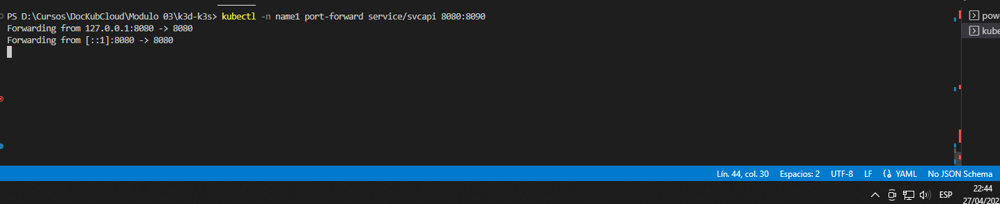 PS D:\Cursos\DocKubCloud\Modulo 03\k3d-k3s> kubectl -n name1 port-forward service/svcapi 8080:8090
Forwarding from 127.0.0.1:8080 -> 8080
Forwarding from [::1]:8080 -> 8080
pow
kube
Lín. 44, col. 30 Espacios: 2 UTF-8 LF YAML No JSON Schema
ESP 22:44
27/04/202